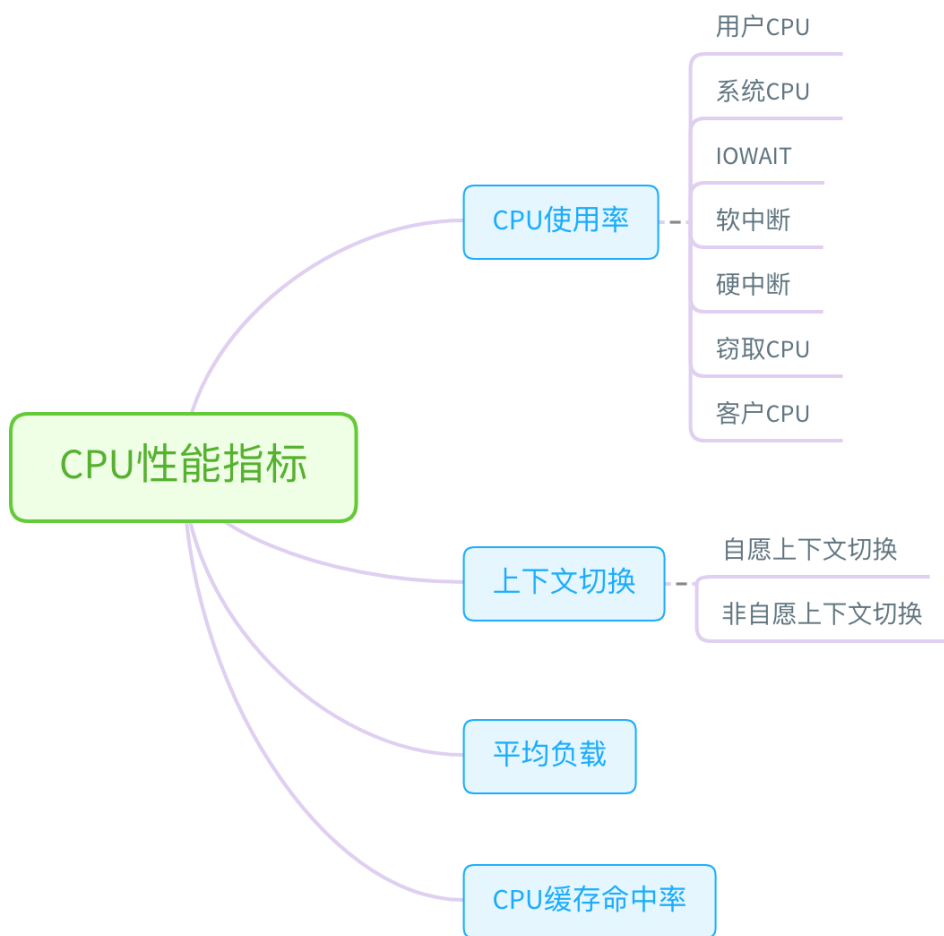 CPU性能指标
CPU使用率
用户CPU
系统CPU
IOWAIT
软中断
硬中断
窃取CPU
客户CPU
上下文切换
自愿上下文切换
非自愿上下文切换
平均负载
CPU缓存命中率